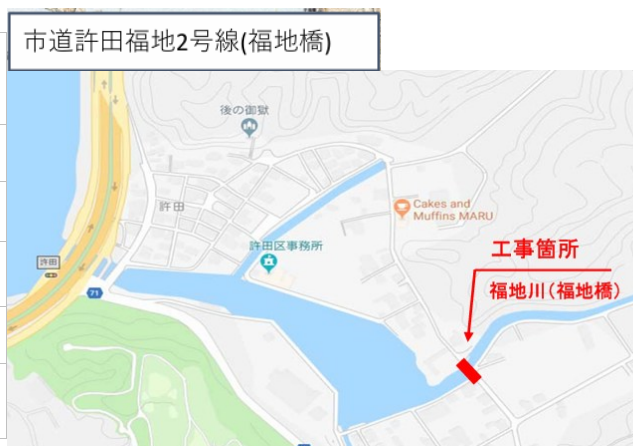 市道許田福地2号線(福地橋)
後の御獄
許田
Cakes and
Muffins MARU
許田区事務所
工事箇所
許田
71
福地川(福地橋)